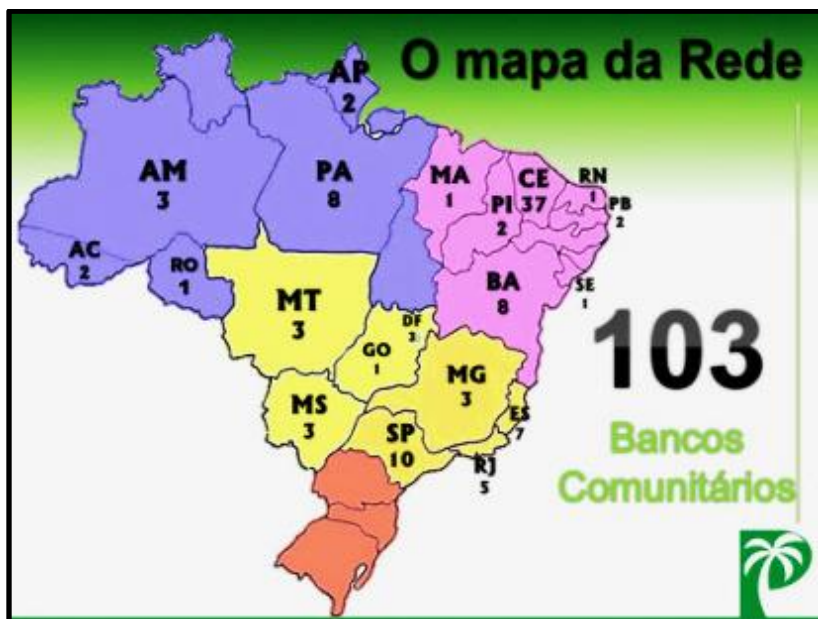 O mapa da Rede
AP
2
AM
3
PA
8
MA
1
CE
37
RN
1
PI
2
PB
2
AC
2
RO
1
BA
8
SE
1
MT
3
DF
GO
1
MG
3
ES
7
MS
3
SP
10
RJ
5
103
Bancos
Comunitários